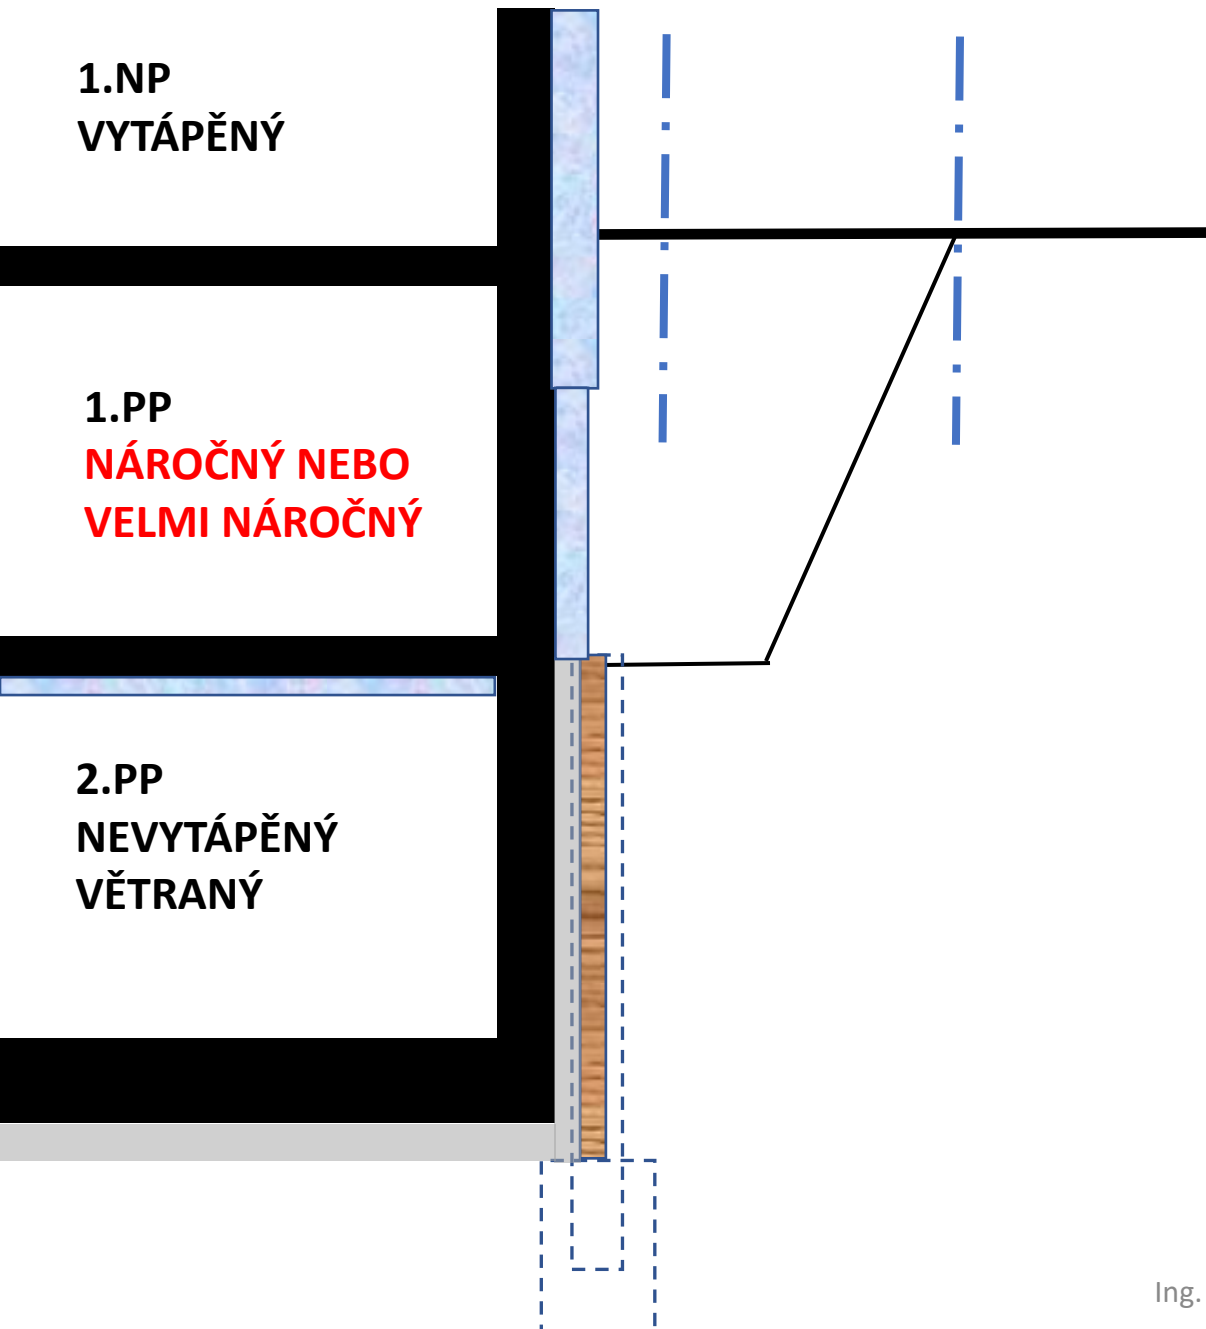 1.NP
VYTÁPĚNÝ
1.PP
NÁROČNÝ NEBO
VELMI NÁROČNÝ
2.PP
NEVYTÁPĚNÝ
VĚTRANÝ
Ing.